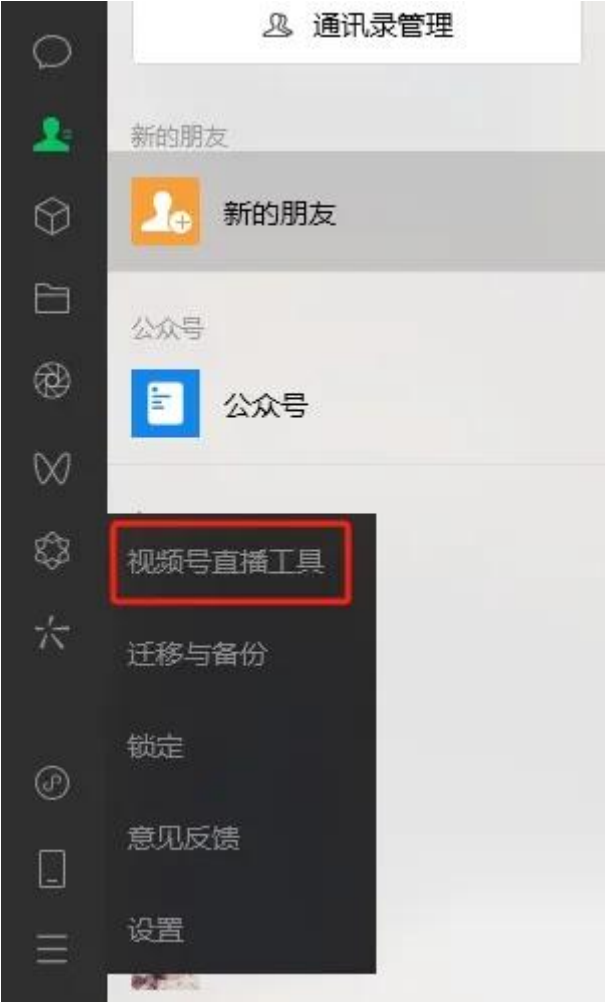 通讯录管理
新的朋友
新的朋友
公众号
公众号
视频号直播工具
迁移与备份
锁定
意见反馈
设置